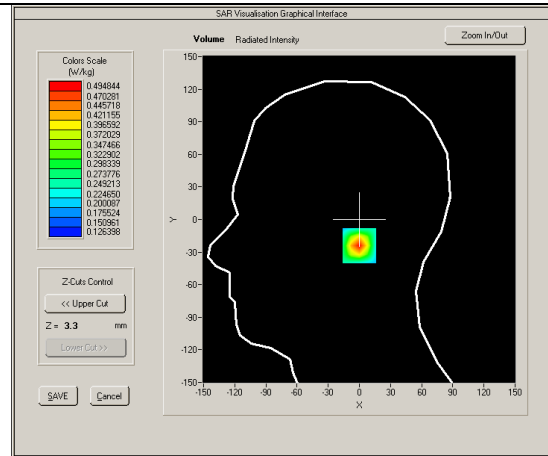 SAR Visualisation Graphical Interface
Volume Radiated Intensity
Zoom In/Out
Colors Scale
(W/kg)
0.494844
0.470281
0.445718
0.421155
0.396592
0.372029
0.347466
0.322902
0.298339
0.273776
0.249213
0.224650
0.200087
0.175524
0.150961
0.126398
Z-Cuts Control
<< Upper Cut
Z = 3.3 mm
Lower Cut >>
SAVE Cancel
150
120
90
60
30
0
-30
-60
-90
-120
-150
Y
-150 -120 -90 -60 -30 0 30 60 90 120 150
X